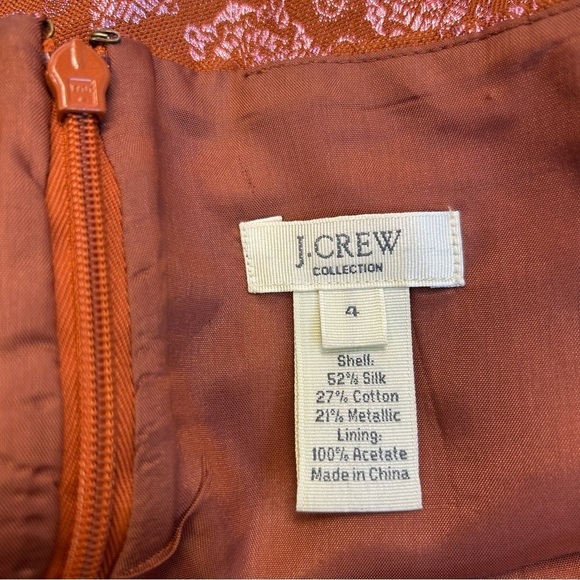 J.CREW
COLLECTION
4
Shell:
52% Silk
27% Cotton
21% Metallic
Lining:
100% Acetate
Made in China